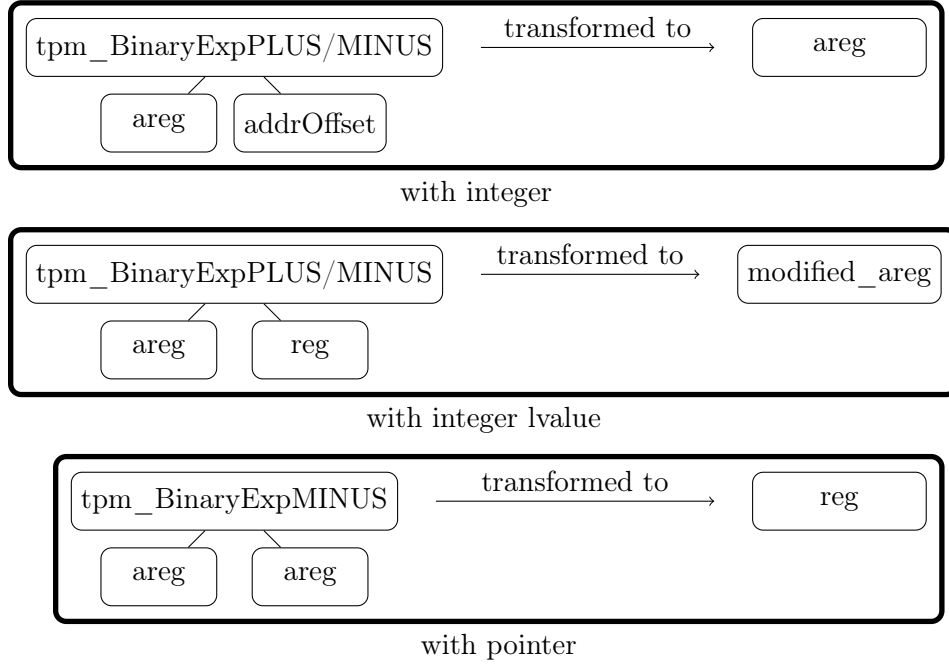 tpm_BinaryExpPLUS/MINUS transformed to areg
areg addrOffset
with integer
tpm_BinaryExpPLUS/MINUS transformed to modified_areg
areg reg
with integer lvalue
tpm_BinaryExpMINUS transformed to reg
areg areg
with pointer